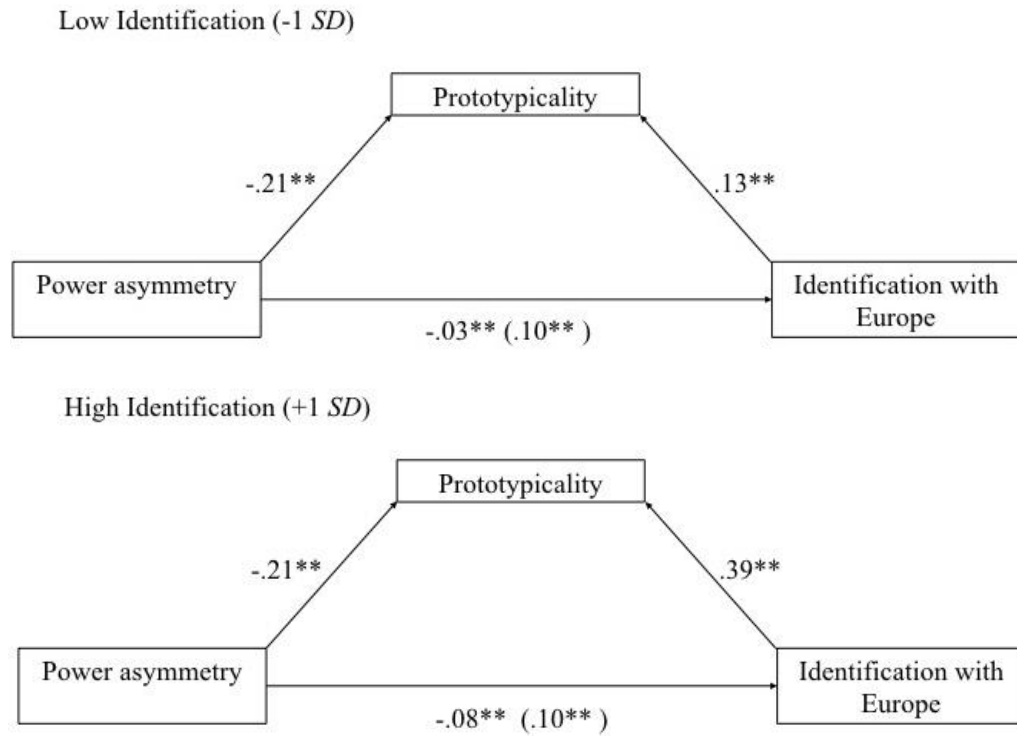 Low Identification (-1 SD)
Prototypicality
-.21**
.13**
Power asymmetry
Identification with
Europe
-.03** (.10** )
High Identification (+1 SD)
Prototypicality
-.21**
.39**
Power asymmetry
Identification with
Europe
-.08** (.10** )